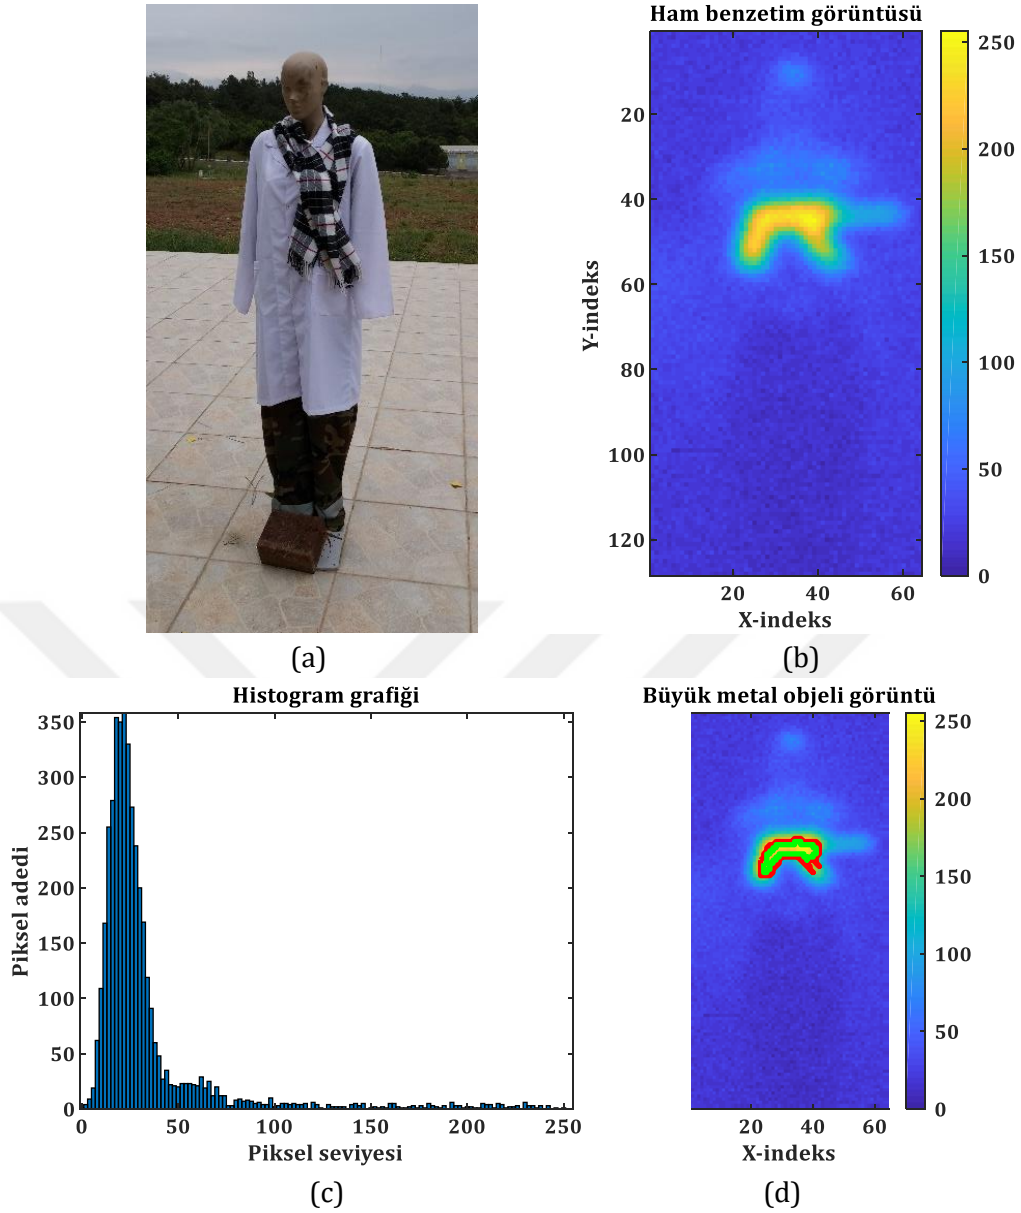 Ham benzetim görüntüsü
250
200
150
100
50
0
20
40
60
80
100
120
Y-indeks
20 40 60
X-indeks
(a)
(b)
Histogram grafiği
350
300
250
200
150
100
50
0
Piksel adedi
0 50 100 150 200 250
Piksel seviyesi
(c)
Büyük metal objeli görüntü
250
200
150
100
50
0
20 40 60
X-indeks
(d)